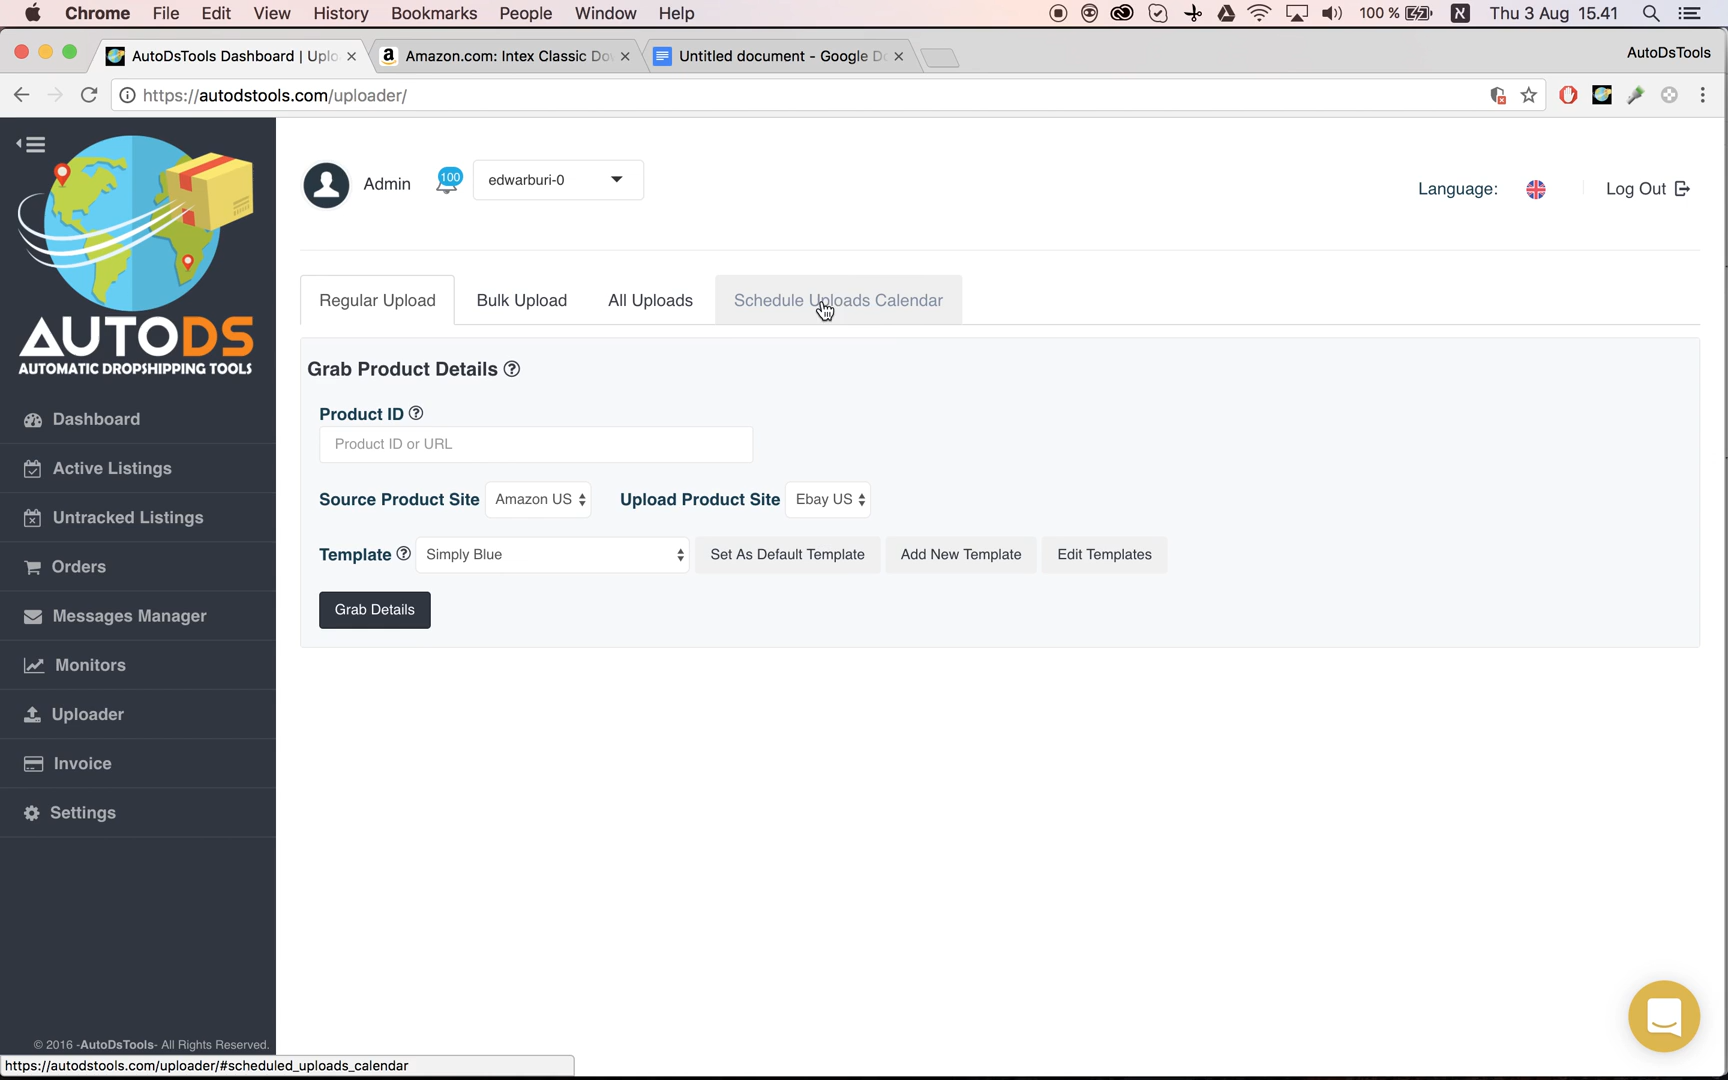 Chrome File Edit View History Bookmarks People Window Help 100 % Thu 3 Aug 15.41
AutoDsTools Dashboard | Uplo Amazon.com: Intex Classic Do Untitled document - Google D AutoDsTools
https://autodstools.com/uploader/
AUTODS
AUTOMATIC DROPSHIPPING TOOLS
Dashboard
Active Listings
Untracked Listings
Orders
Messages Manager
Monitors
Uploader
Invoice
Settings
© 2016 -AutoDsTools- All Rights Reserved.
Admin 100 edwarburi-0 Language: Log Out
Regular Upload Bulk Upload All Uploads Schedule Uploads Calendar
Grab Product Details ?
Product ID ?
Product ID or URL
Source Product Site Amazon US Upload Product Site Ebay US
Template ? Simply Blue Set As Default Template Add New Template Edit Templates
Grab Details
https://autodstools.com/uploader/#scheduled_uploads_calendar